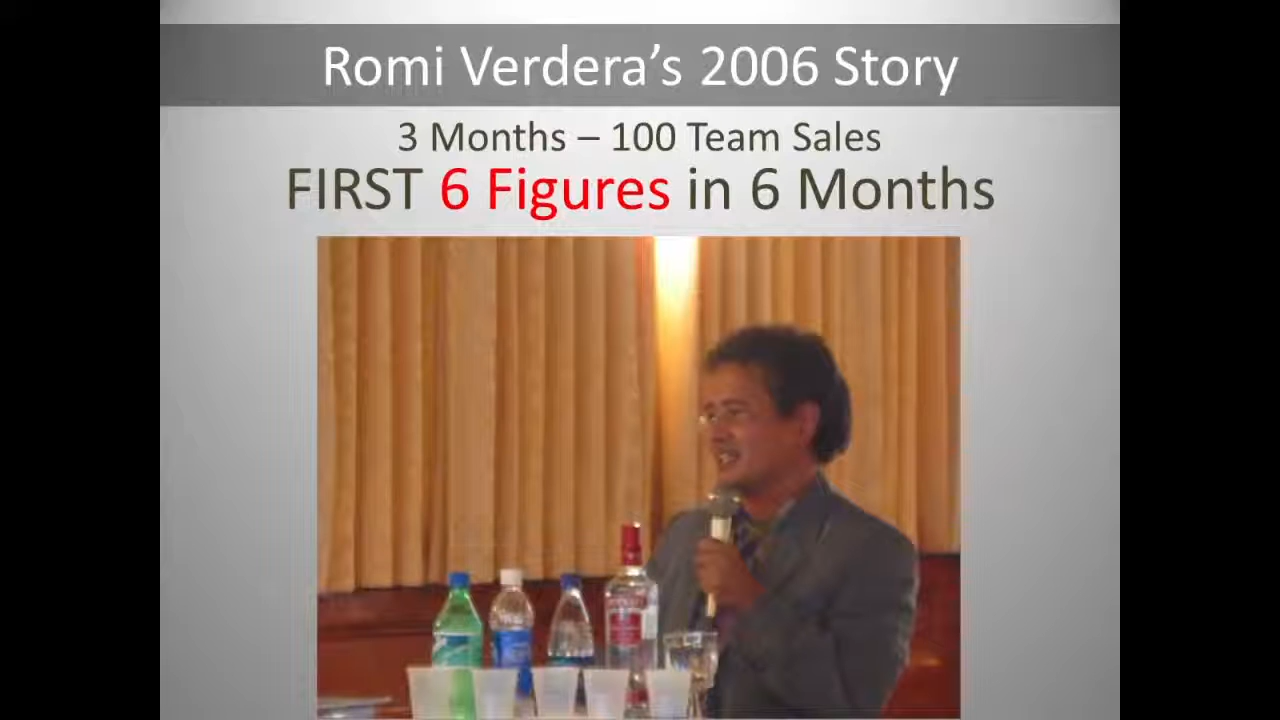 Romi Verdera’s 2006 Story
3 Months – 100 Team Sales
FIRST 6 Figures in 6 Months